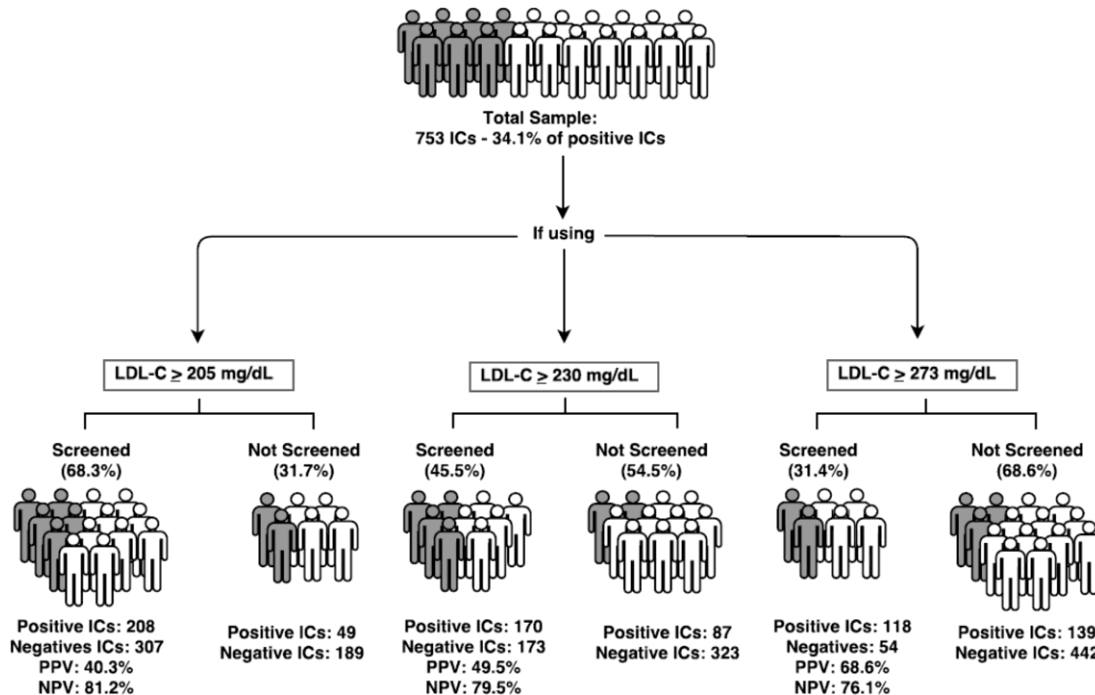 Total Sample:
753 ICs - 34.1% of positive ICs
If using
LDL-C ≥ 205 mg/dL
LDL-C ≥ 230 mg/dL
LDL-C ≥ 273 mg/dL
Screened
(68.3%)
Not Screened
(31.7%)
Screened
(45.5%)
Not Screened
(54.5%)
Screened
(31.4%)
Not Screened
(68.6%)
Positive ICs: 208
Negatives ICs: 307
PPV: 40.3%
NPV: 81.2%
Positive ICs: 49
Negative ICs: 189
Positive ICs: 170
Negative ICs: 173
PPV: 49.5%
NPV: 79.5%
Positive ICs: 87
Negative ICs: 323
Positive ICs: 118
Negatives: 54
PPV: 68.6%
NPV: 76.1%
Positive ICs: 139
Negative ICs: 442